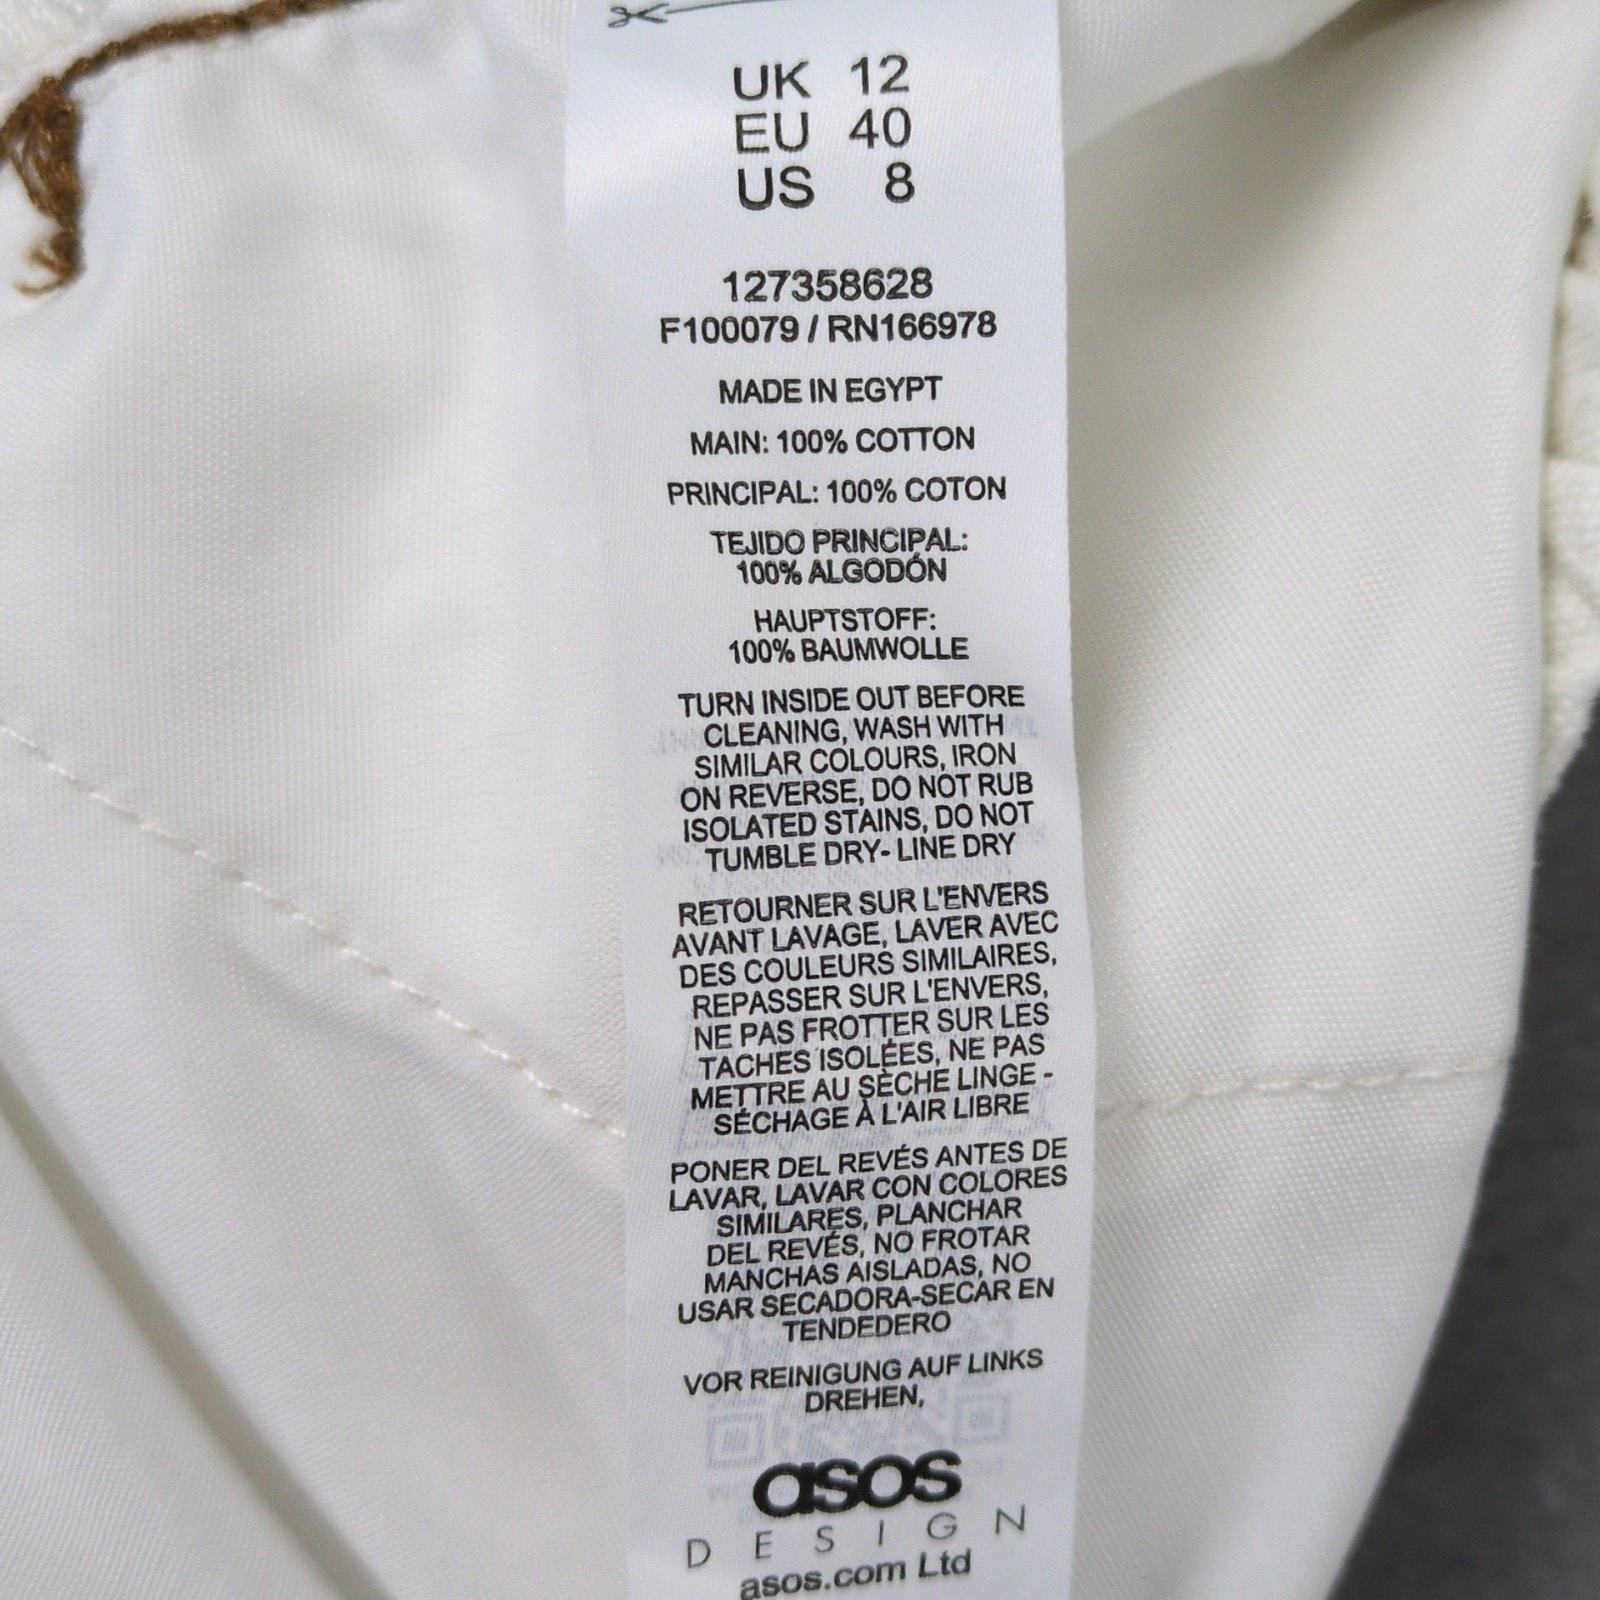 UK 12
EU 40
US 8
127358628
F100079 / RN166978
MADE IN EGYPT
MAIN: 100% COTTON
PRINCIPAL: 100% COTON
TEJIDO PRINCIPAL:
100% ALGODÓN
HAUPTSTOFF:
100% BAUMWOLLE
TURN INSIDE OUT BEFORE
CLEANING, WASH WITH
SIMILAR COLOURS, IRON
ON REVERSE, DO NOT RUB
ISOLATED STAINS, DO NOT
TUMBLE DRY- LINE DRY
RETOURNER SUR L'ENVERS
AVANT LAVAGE, LAVER AVEC
DES COULEURS SIMILAIRES,
REPASSER SUR L'ENVERS,
NE PAS FROTTER SUR LES
TACHES ISOLÉES, NE PAS
METTRE AU SÈCHE LINGE -
SÉCHAGE À L'AIR LIBRE
PONER DEL REVÉS ANTES DE
LAVAR, LAVAR CON COLORES
SIMILARES, PLANCHAR
DEL REVÉS, NO FROTAR
MANCHAS AISLADAS, NO
USAR SECADORA-SECAR EN
TENDEDERO
VOR REINIGUNG AUF LINKS
DREHEN,
asos
DESIGN
asos.com Ltd